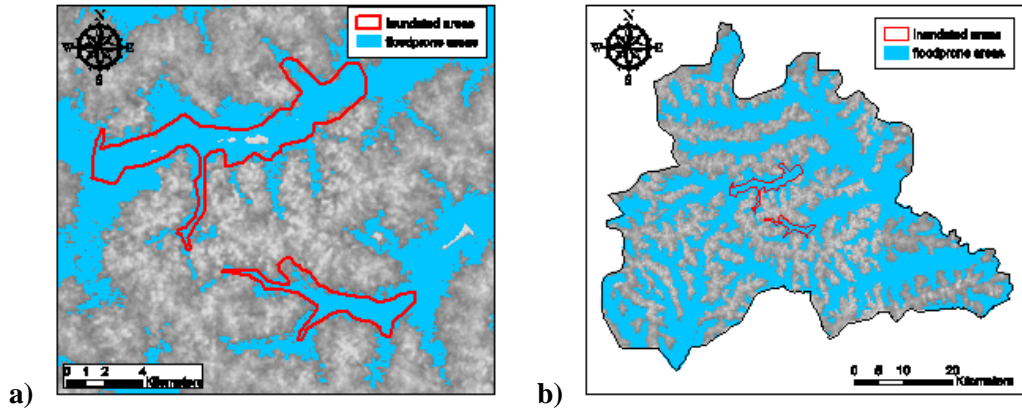 N
W E
S
Inundated areas
floodprone areas
0 1 2 4
Kilometers
a)
N
W E
S
Inundated areas
floodprone areas
0 5 10 20
Kilometers
b)